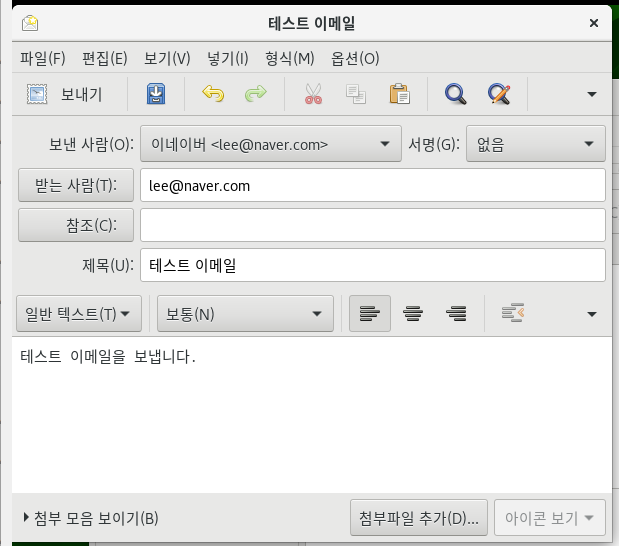 테스트 이메일
파일(F) 편집(E) 보기(V) 넣기(I) 형식(M) 옵션(O)
보내기
보낸 사람(O): 이네이버 <lee@naver.com> 서명(G): 없음
받는 사람(T): lee@naver.com
참조(C):
제목(U): 테스트 이메일
일반 텍스트(T) 보통(N)
테스트 이메일을 보냅니다.
첨부 모음 보이기(B) 첨부파일 추가(D)... 아이콘 보기